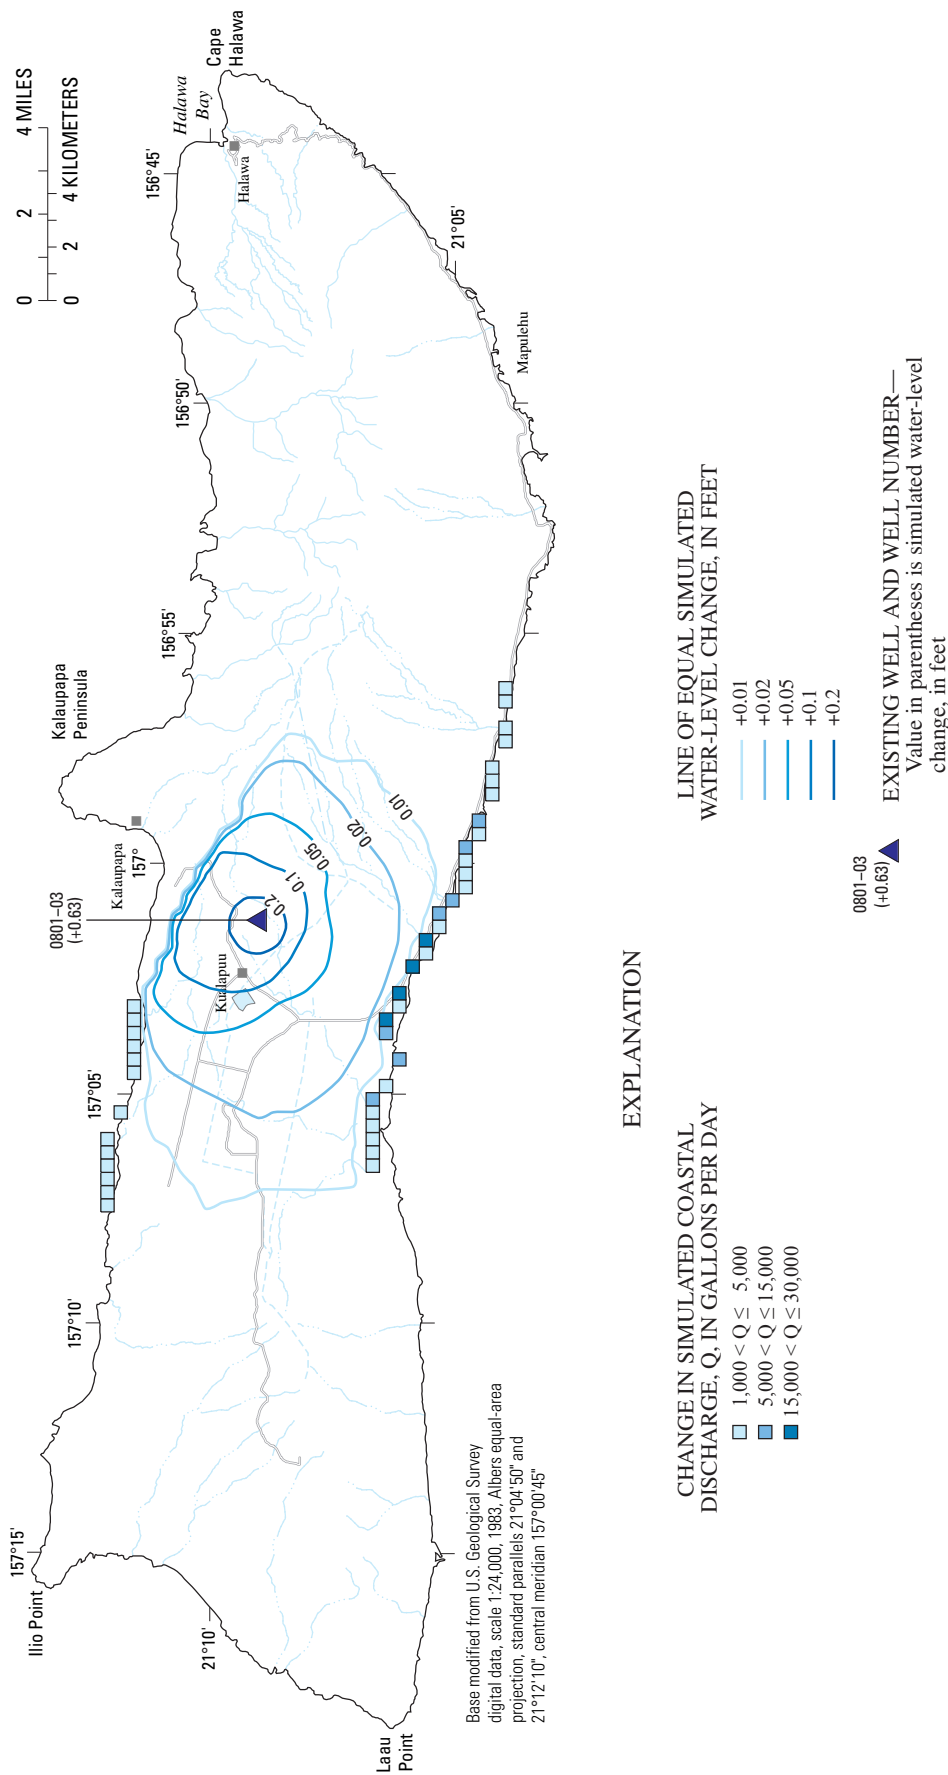 0 2 4 MILES
0 2 4 KILOMETERS
Ilio Point
157°15'
157°10'
157°05'
0801–03
(+0.63)
Kalaupapa
157°
Kalaupapa
Peninsula
156°55'
156°50'
156°45'
Halawa
Bay
Cape
Halawa
Halawa
21°10'
Kualapuu
0.2
0.1
0.05
0.02
0.01
21°05'
Mapulehu
Laau
Point
Base modified from U.S. Geological Survey
digital data, scale 1:24,000, 1983, Albers equal-area
projection, standard parallels 21°04'50" and
21°12'10", central meridian 157°00'45"
EXPLANATION
CHANGE IN SIMULATED COASTAL
DISCHARGE, Q, IN GALLONS PER DAY
1,000 < Q ≤ 5,000
5,000 < Q ≤ 15,000
15,000 < Q ≤ 30,000
LINE OF EQUAL SIMULATED
WATER-LEVEL CHANGE, IN FEET
+0.01
+0.02
+0.05
+0.1
+0.2
0801–03
(+0.63)
EXISTING WELL AND WELL NUMBER—
Value in parentheses is simulated water-level
change, in feet